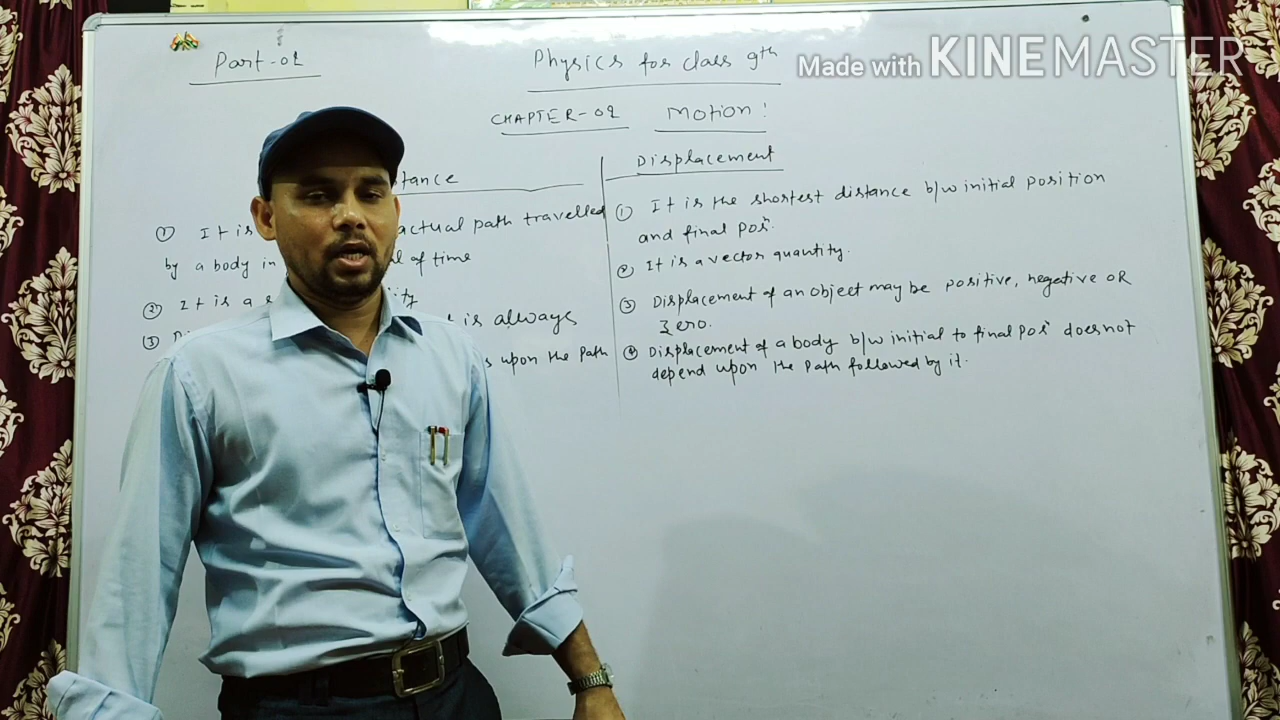 Part-02
Physics for class 9th
Made with KINEMASTER
CHAPTER-02 Motion!
stance
① It is actual path travelled
by a body in l of time
② It is a s ity
③ D t is always
s upon the path
Displacement
① It is the shortest distance b/w initial position
and final posⁿ.
② It is a vector quantity.
③ Displacement of an object may be positive, negative OR
Zero.
④ Displacement of a body b/w initial to final posⁿ does not
depend upon the path followed by it.